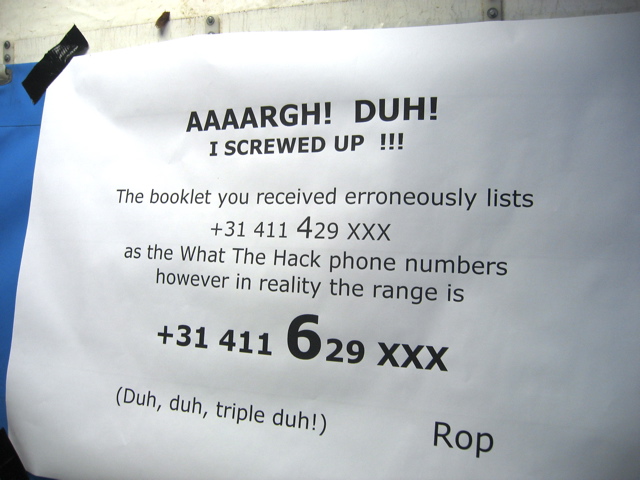 AAAARGH! DUH!
I SCREWED UP !!!
The booklet you received erroneously lists
+31 411 429 XXX
as the What The Hack phone numbers
however in reality the range is
+31 411 629 XXX
(Duh, duh, triple duh!)
Rop